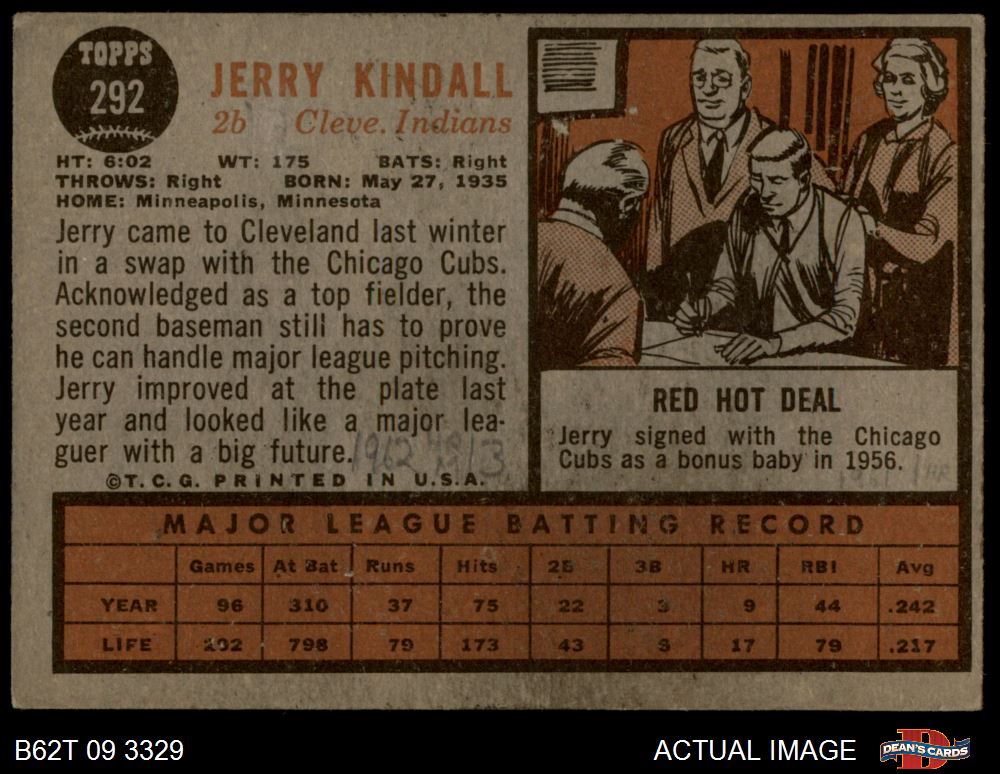 TOPPS
292
JERRY KINDALL
2b Cleve. Indians
HT: 6:02 WT: 175 BATS: Right
THROWS: Right BORN: May 27, 1935
HOME: Minneapolis, Minnesota
Jerry came to Cleveland last winter
in a swap with the Chicago Cubs.
Acknowledged as a top fielder, the
second baseman still has to prove
he can handle major league pitching.
Jerry improved at the plate last
year and looked like a major lea-
guer with a big future.
1962
©T.C.G. PRINTED IN U.S.A.
RED HOT DEAL
Jerry signed with the Chicago
Cubs as a bonus baby in 1956.
MAJOR LEAGUE BATTING RECORD
Games At Bat Runs Hits 2B 3B HR RBI Avg
YEAR 96 310 37 75 22 3 9 44 .242
LIFE 798 79 173 43 17 79 .217
B62T 09 3329
ACTUAL IMAGE
DEAN'S CARDS